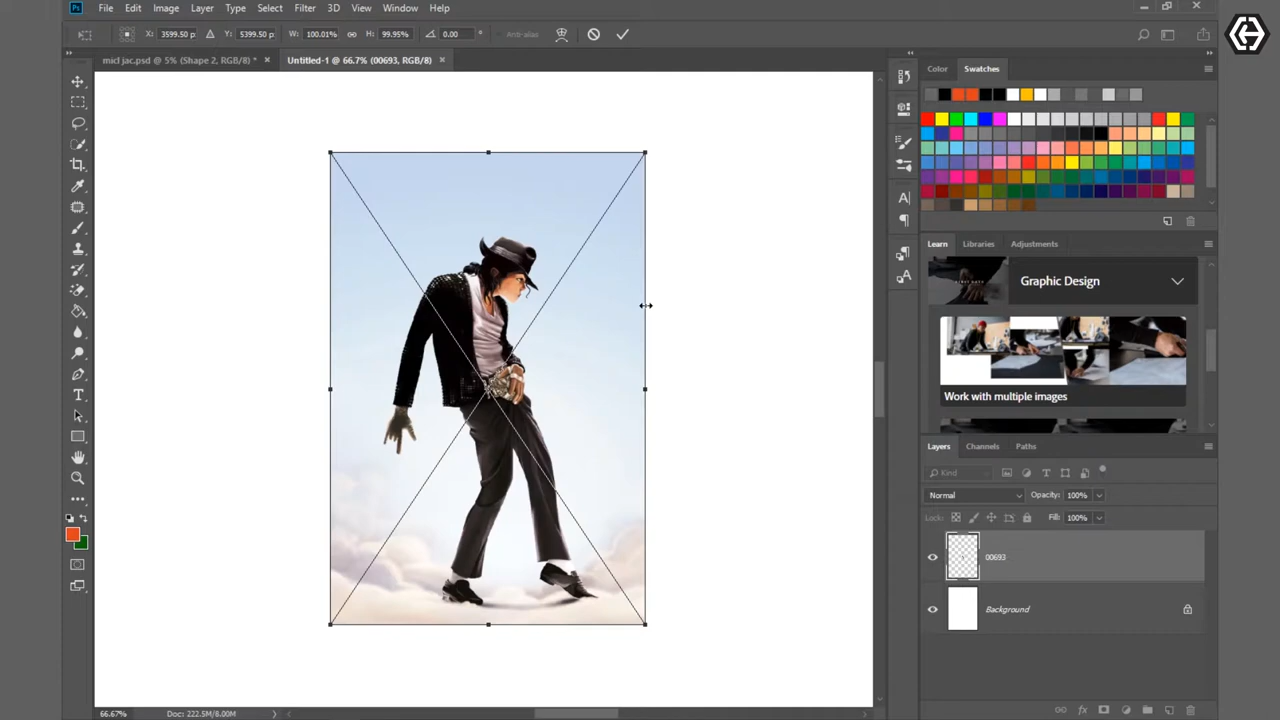 Ps File Edit Image Layer Type Select Filter 3D View Window Help
X: 3599.50 p Y: 5399.50 p W: 100.01% H: 99.95% 0.00 ° Anti-alias
micl jac.psd @ 5% (Shape 2, RGB/8) * × Untitled-1 @ 66.7% (00693, RGB/8) ×
Color Swatches
Learn Libraries Adjustments
Graphic Design
Work with multiple images
Layers Channels Paths
Kind
Normal Opacity: 100%
Lock: Fill: 100%
00693
Background
66.67% Doc: 222.5M/8.00M